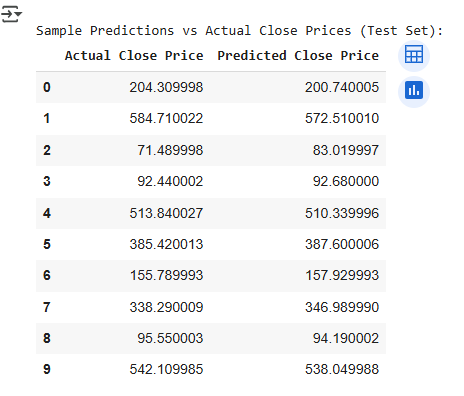 Sample Predictions vs Actual Close Prices (Test Set):
Actual Close Price Predicted Close Price
0 204.309998 200.740005
1 584.710022 572.510010
2 71.489998 83.019997
3 92.440002 92.680000
4 513.840027 510.339996
5 385.420013 387.600006
6 155.789993 157.929993
7 338.290009 346.989990
8 95.550003 94.190002
9 542.109985 538.049988